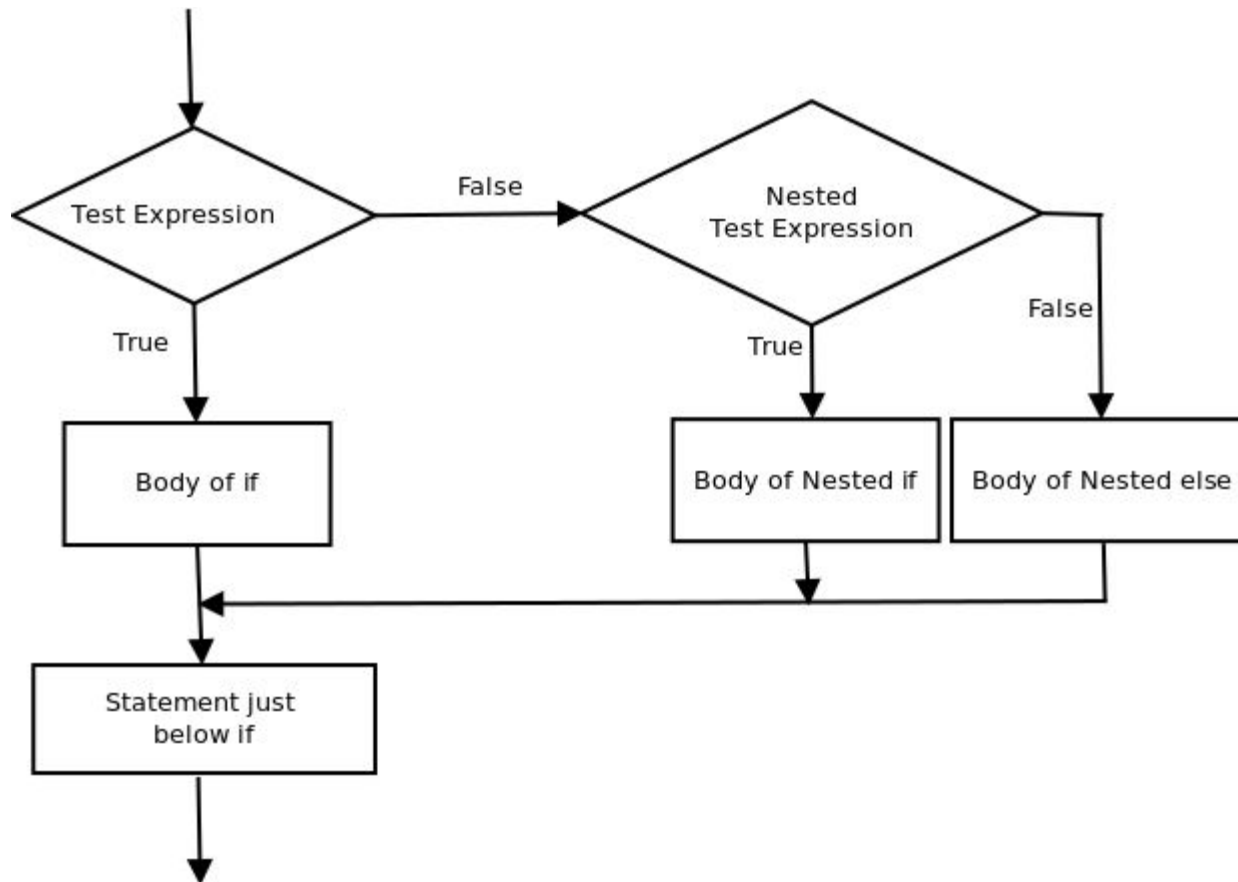 False
Test Expression
Nested
Test Expression
True
True
False
Body of if
Body of Nested if
Body of Nested else
Statement just
below if